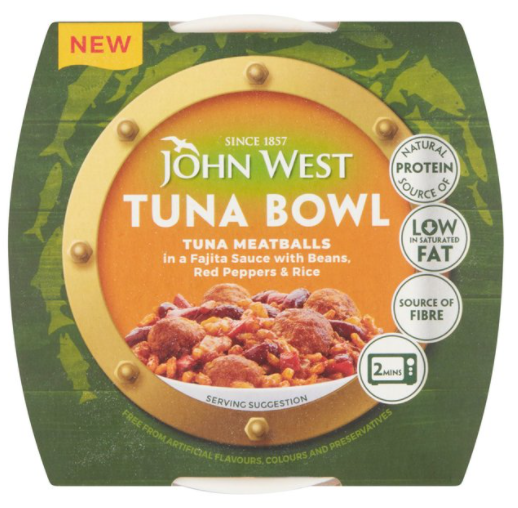 NEW
SINCE 1857
JOHN WEST
TUNA BOWL
TUNA MEATBALLS
in a Fajita Sauce with Beans,
Red Peppers & Rice
NATURAL
PROTEIN
SOURCE OF
LOW
IN SATURATED
FAT
SOURCE OF
FIBRE
2 MINS
SERVING SUGGESTION
FREE FROM ARTIFICIAL FLAVOURS, COLOURS AND PRESERVATIVES